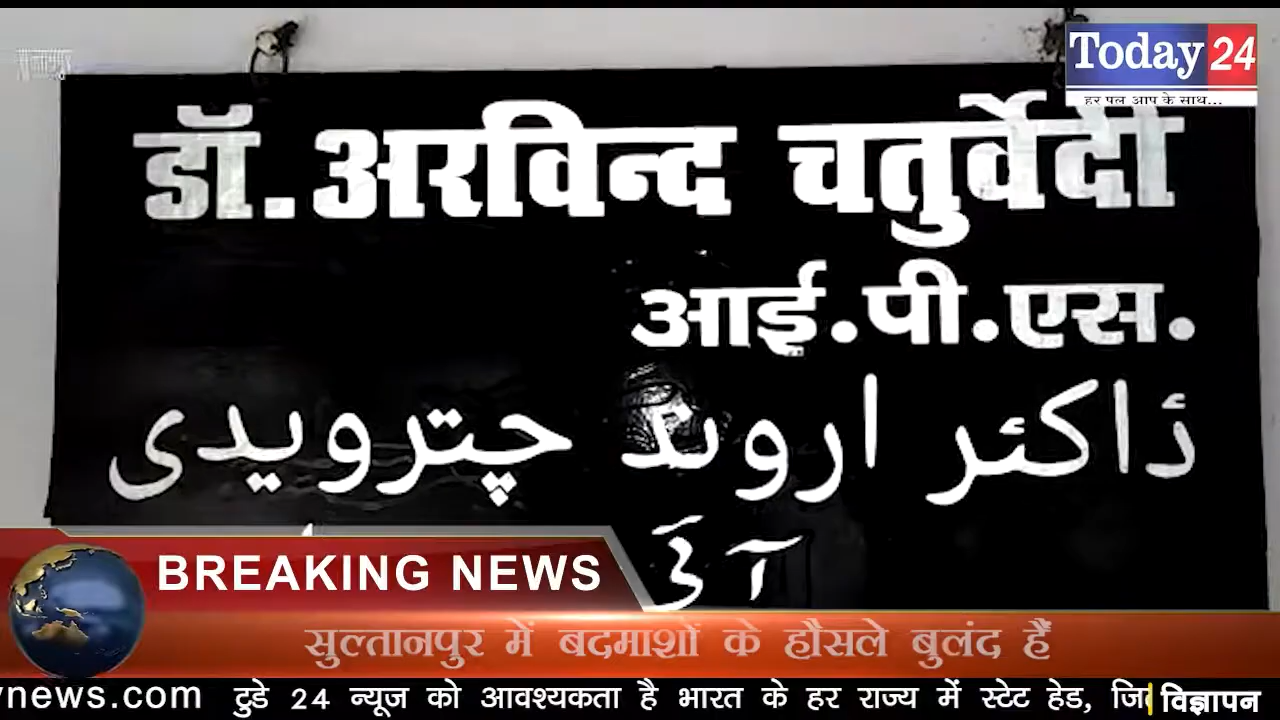 Today 24
हर पल आप के साथ...
डॉ. अरविन्द चतुर्वेदी
आई.पी.एस.
ڈاکٹر اروند چترویدی
آئی
BREAKING NEWS
सुल्तानपुर में बदमाशों के हौसले बुलंद हैं
news.com टुडे 24 न्यूज को आवश्यकता है भारत के हर राज्य में स्टेट हेड,
विज्ञापन